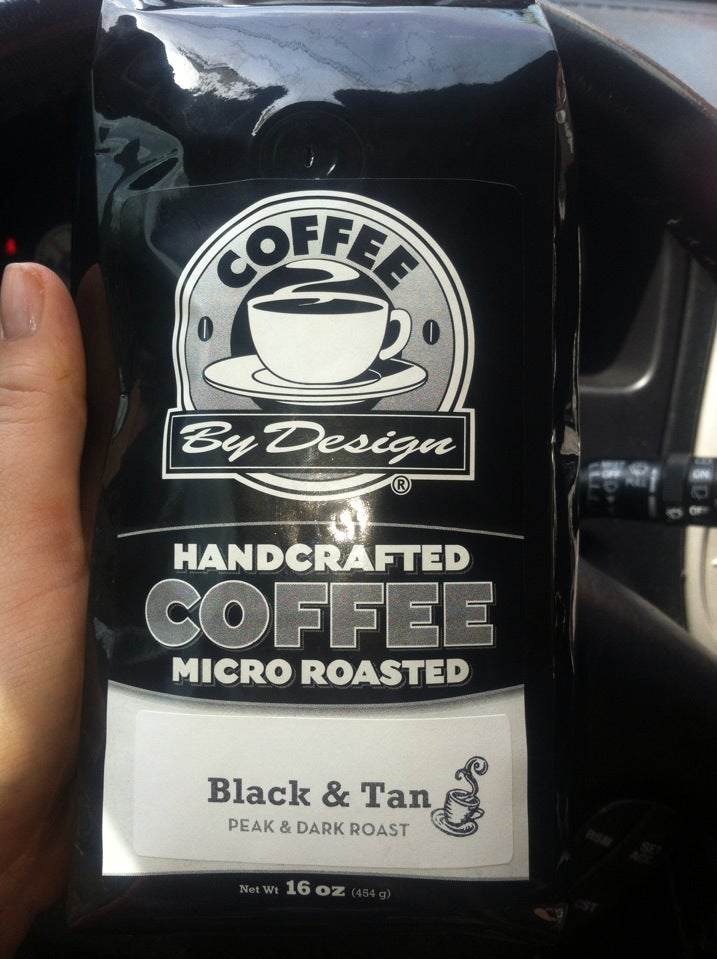 COFFEE
By Design
®
HANDCRAFTED
COFFEE
MICRO ROASTED
Black & Tan
PEAK & DARK ROAST
Net Wt 16 oz (454 g)